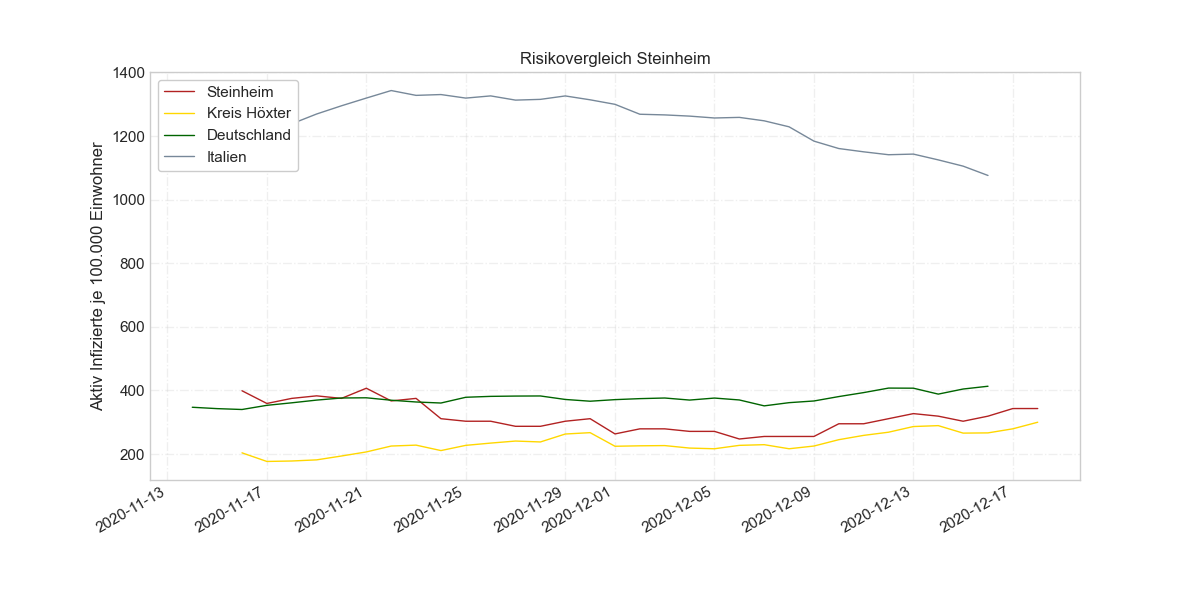 Risikovergleich Steinheim
Aktiv Infizierte je 100.000 Einwohner
1400
1200
1000
800
600
400
200
Steinheim
Kreis Höxter
Deutschland
Italien
2020-11-13
2020-11-17
2020-11-21
2020-11-25
2020-11-29
2020-12-01
2020-12-05
2020-12-09
2020-12-13
2020-12-17